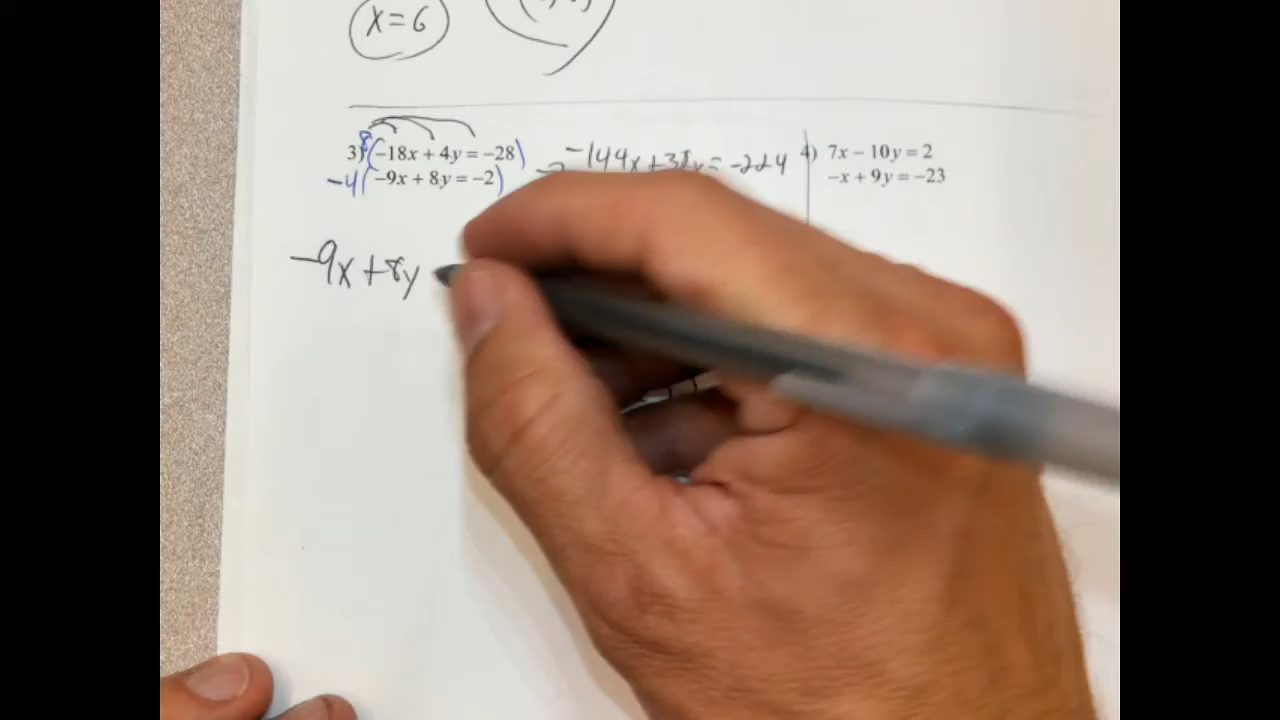 x=6
3) 8(-18x + 4y = -28) -144x+32y=-224
-4(-9x + 8y = -2)
4) 7x - 10y = 2
-x + 9y = -23
-9x+8y